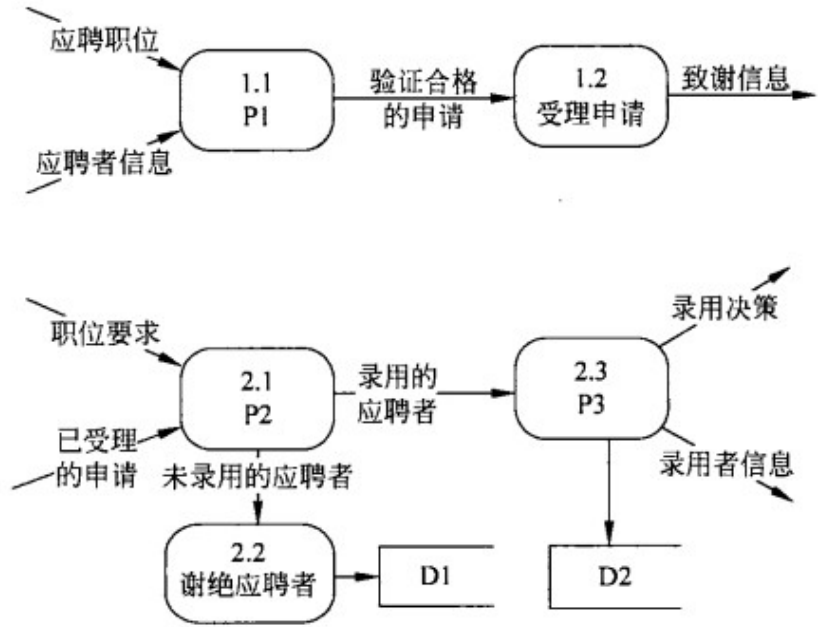 应聘职位
1.1
P1
应聘者信息
验证合格
的申请
1.2
受理申请
致谢信息
职位要求
2.1
P2
已受理
的申请
录用的
应聘者
2.3
P3
录用决策
录用者信息
未录用的应聘者
2.2
谢绝应聘者
D1
D2